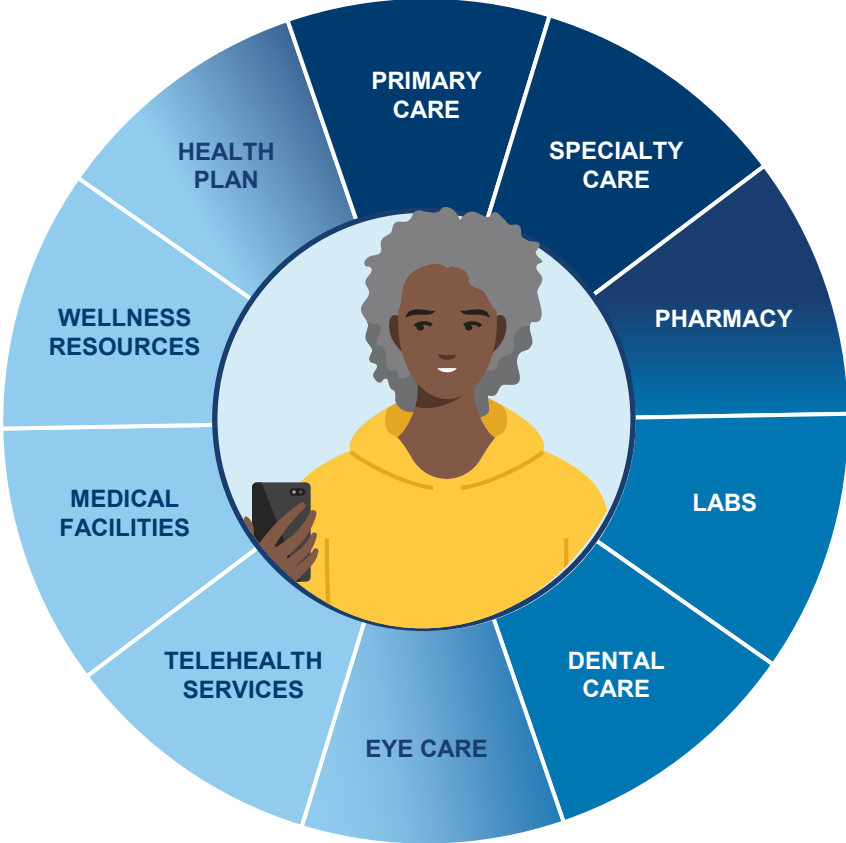 PRIMARY
CARE
SPECIALTY
CARE
PHARMACY
LABS
DENTAL
CARE
EYE CARE
TELEHEALTH
SERVICES
MEDICAL
FACILITIES
WELLNESS
RESOURCES
HEALTH
PLAN